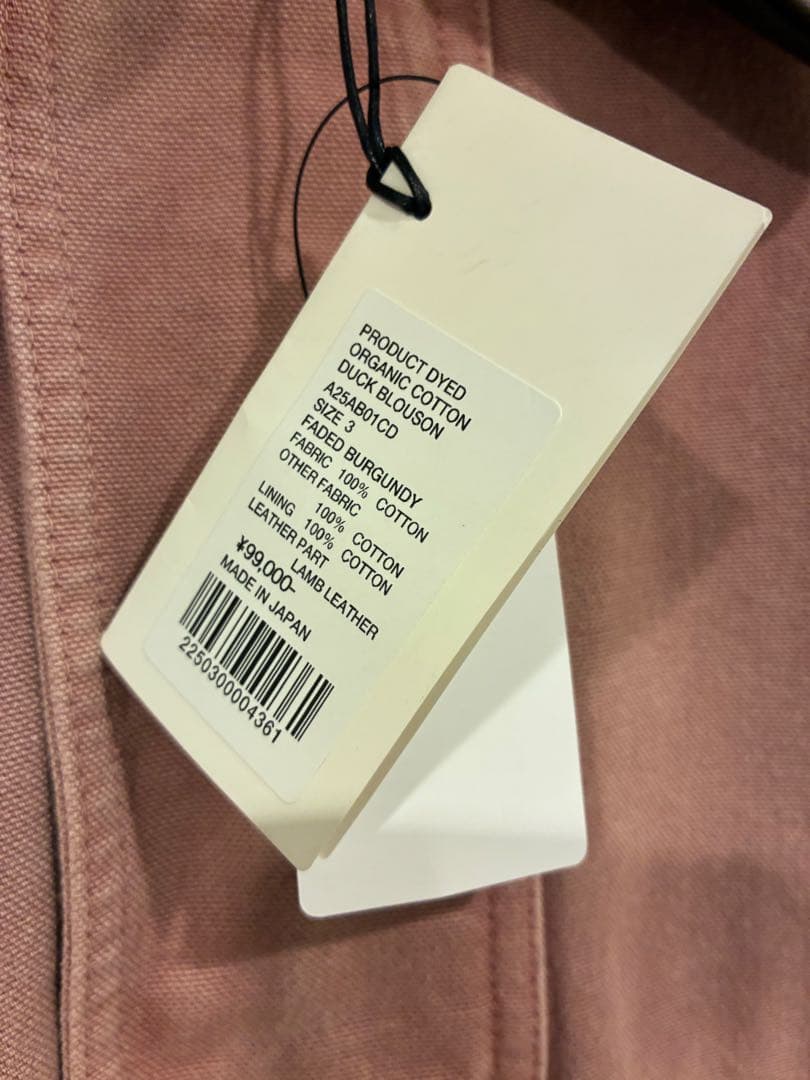 PRODUCT DYED
ORGANIC COTTON
DUCK BLOUSON
A25AB01CD
SIZE 3
FADED BURGUNDY
FABRIC 100% COTTON
OTHER FABRIC
100% COTTON
LINING 100% COTTON
LEATHER PART
LAMB LEATHER
¥99,000-
MADE IN JAPAN
2250300004361